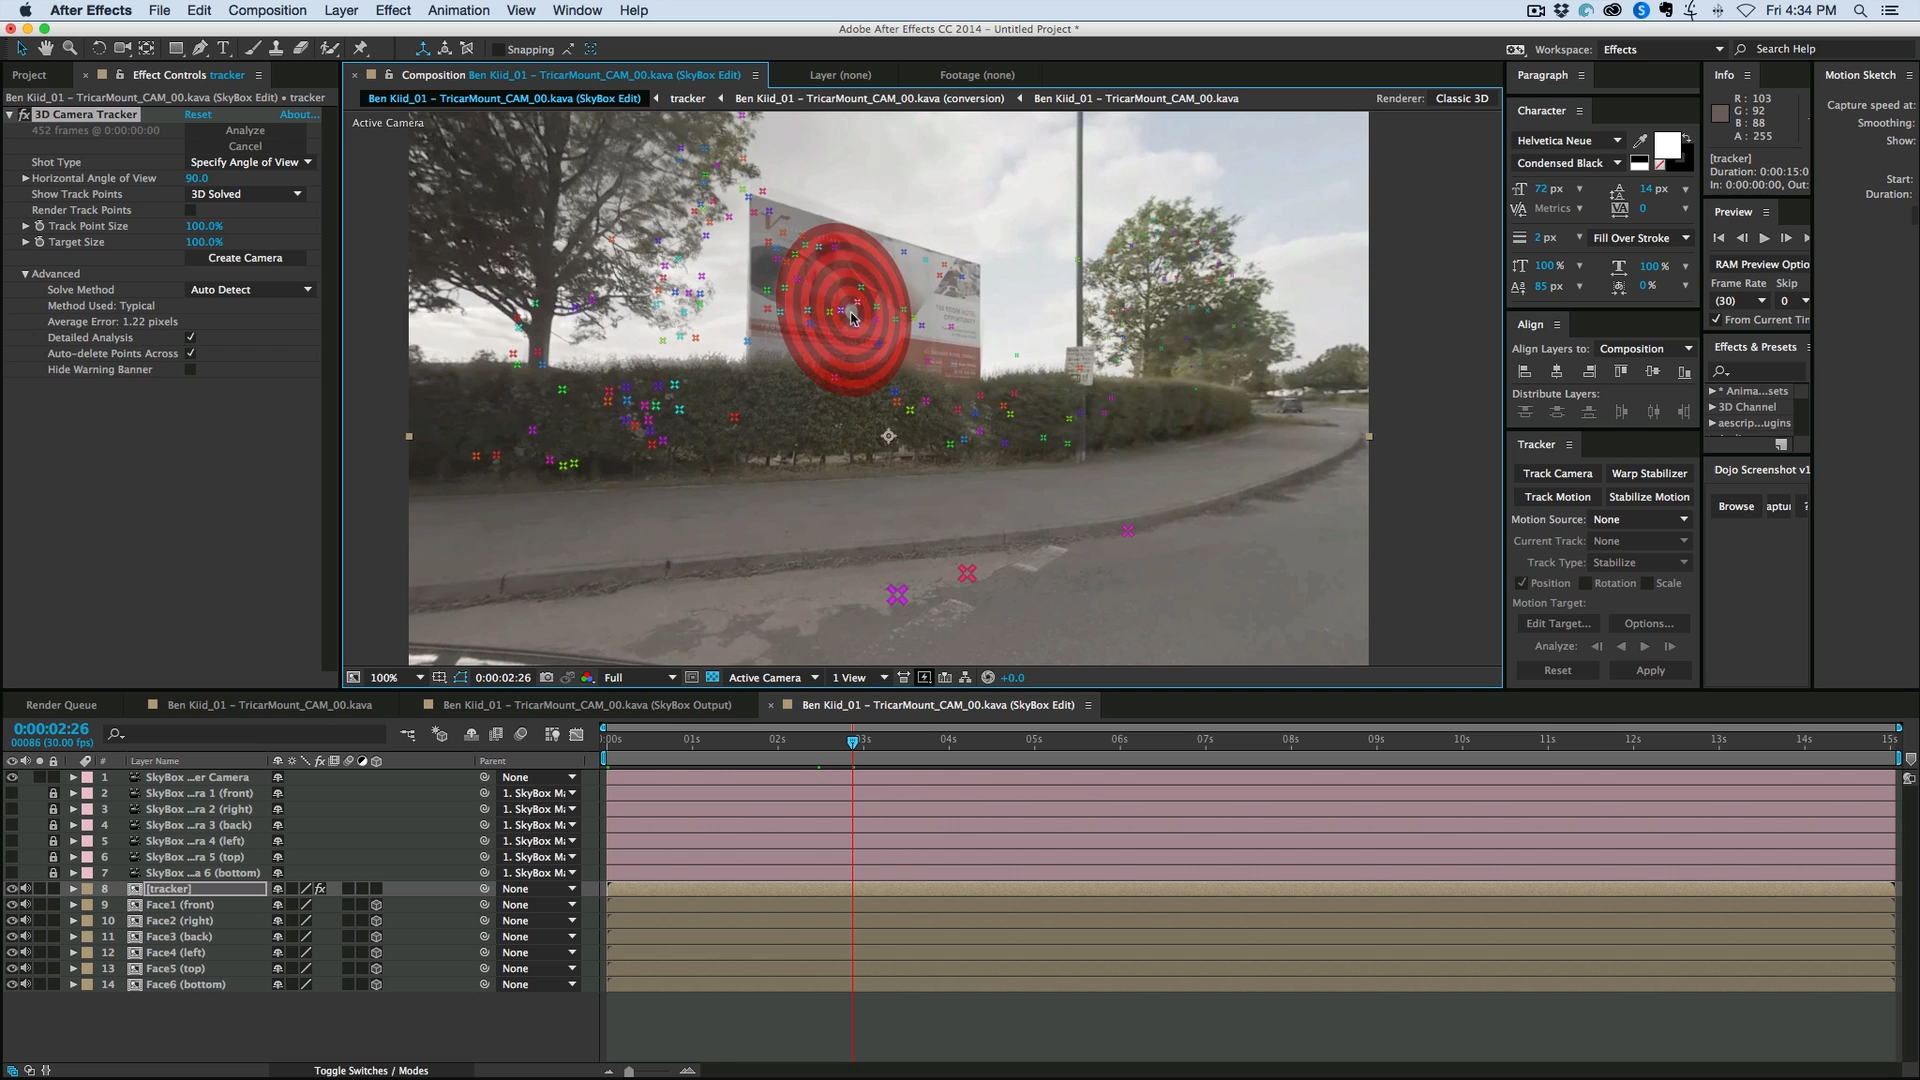 After Effects File Edit Composition Layer Effect Animation View Window Help
Fri 4:34 PM
Adobe After Effects CC 2014 - Untitled Project *
Snapping
Workspace: Effects
Search Help
Project
Effect Controls tracker
Ben Kiid_01 - TricarMount_CAM_00.kava (SkyBox Edit) • tracker
fx 3D Camera Tracker Reset About...
452 frames @ 0:00:00:00 Analyze
Cancel
Shot Type Specify Angle of View
Horizontal Angle of View 90.0
Show Track Points 3D Solved
Render Track Points
Track Point Size 100.0%
Target Size 100.0%
Create Camera
Advanced
Solve Method Auto Detect
Method Used: Typical
Average Error: 1.22 pixels
Detailed Analysis
Auto-delete Points Across
Hide Warning Banner
Composition Ben Kiid_01 - TricarMount_CAM_00.kava (SkyBox Edit)
Layer (none)
Footage (none)
Ben Kiid_01 - TricarMount_CAM_00.kava (SkyBox Edit) tracker Ben Kiid_01 - TricarMount_CAM_00.kava (conversion) Ben Kiid_01 - TricarMount_CAM_00.kava
Renderer: Classic 3D
Active Camera
100% 0:00:02:26 Full Active Camera 1 View +0.0
Paragraph
Character
Helvetica Neue
Condensed Black
72 px 14 px
Metrics 0
2 px Fill Over Stroke
100% 100%
85 px 0%
Align
Align Layers to: Composition
Distribute Layers:
Tracker
Track Camera Warp Stabilizer
Track Motion Stabilize Motion
Motion Source: None
Current Track: None
Track Type: Stabilize
Position Rotation Scale
Motion Target:
Edit Target... Options...
Analyze:
Reset Apply
Info
R: 103
G: 92
B: 88
A: 255
[tracker]
Duration: 0:00:15:0
In: 0:00:00:00, Out:
Preview
RAM Preview Optio
Frame Rate Skip
(30) 0
From Current Tin
Effects & Presets
* Anima...sets
3D Channel
aescrip...ugins
Dojo Screenshot v1
Browse aptu ?
Motion Sketch
Capture speed at:
Smoothing:
Show:
Start:
Duration:
Render Queue
Ben Kiid_01 - TricarMount_CAM_00.kava
Ben Kiid_01 - TricarMount_CAM_00.kava (SkyBox Output)
Ben Kiid_01 - TricarMount_CAM_00.kava (SkyBox Edit)
0:00:02:26
00086 (30.00 fps)
):00s 01s 02s 03s 04s 05s 06s 07s 08s 09s 10s 11s 12s 13s 14s 15s
# Layer Name Parent
1 SkyBox ...er Camera None
2 SkyBox ...ra 1 (front) 1. SkyBox Ma
3 SkyBox ...ra 2 (right) 1. SkyBox Ma
4 SkyBox ...ra 3 (back) 1. SkyBox Ma
5 SkyBox ...ra 4 (left) 1. SkyBox Ma
6 SkyBox ...ra 5 (top) 1. SkyBox Ma
7 SkyBox ...a 6 (bottom) 1. SkyBox Ma
8 [tracker] fx None
9 Face1 (front) None
10 Face2 (right) None
11 Face3 (back) None
12 Face4 (left) None
13 Face5 (top) None
14 Face6 (bottom) None
Toggle Switches / Modes